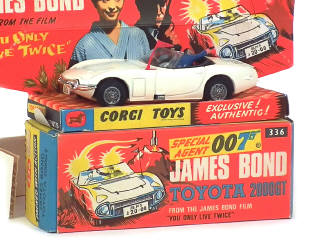 FROM THE FILM
YOU ONLY
LIVE TWICE"
CORGI TOYS
EXCLUSIVE!
AUTHENTIC!
SPECIAL
AGENT 007
336
JAMES BOND
TOYOTA 2000GT
FROM THE JAMES BOND FILM
"YOU ONLY LIVE TWICE"